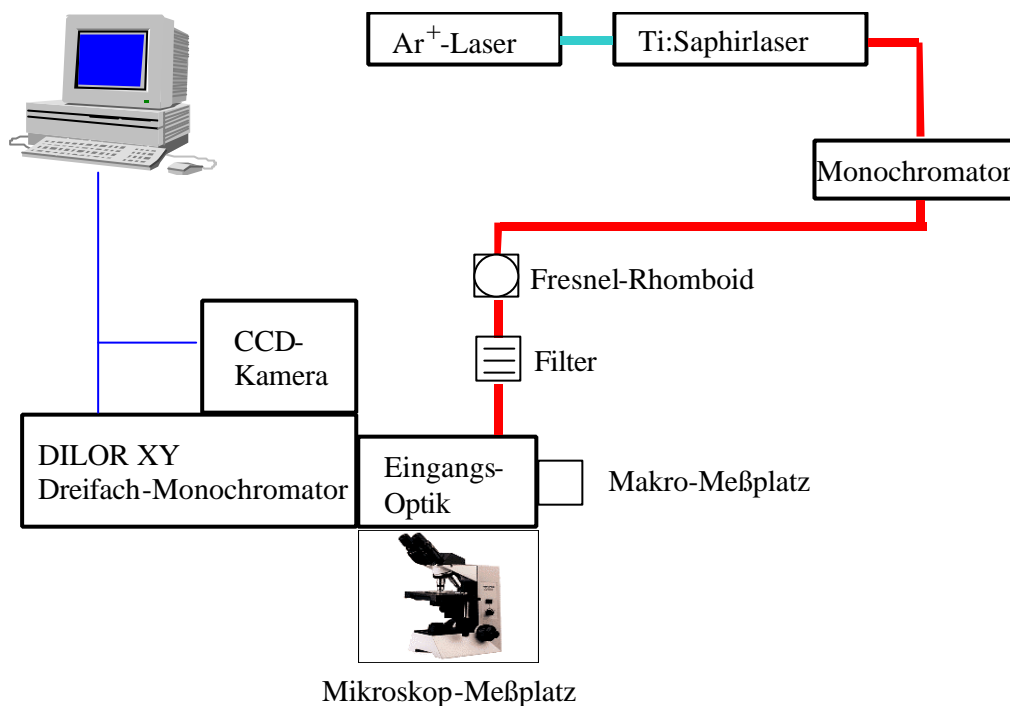 Ar⁺-Laser
Ti:Saphirlaser
Monochromator
Fresnel-Rhomboid
Filter
CCD-
Kamera
DILOR XY
Dreifach-Monochromator
Eingangs-
Optik
Makro-Meßplatz
Mikroskop-Meßplatz